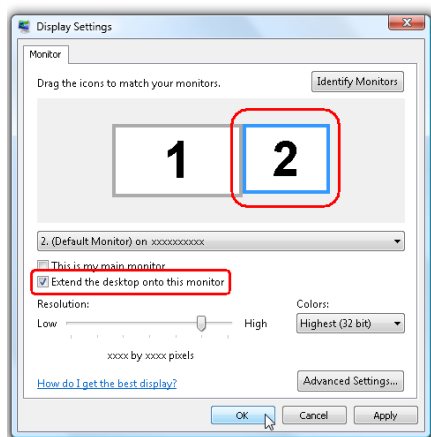 Display Settings
Monitor
Drag the icons to match your monitors.
Identify Monitors
1
2
2. (Default Monitor) on xxxxxxxxxx
This is my main monitor
Extend the desktop onto this monitor
Resolution:
Colors:
Low
High
Highest (32 bit)
xxxx by xxxx pixels
How do I get the best display?
Advanced Settings...
OK
Cancel
Apply